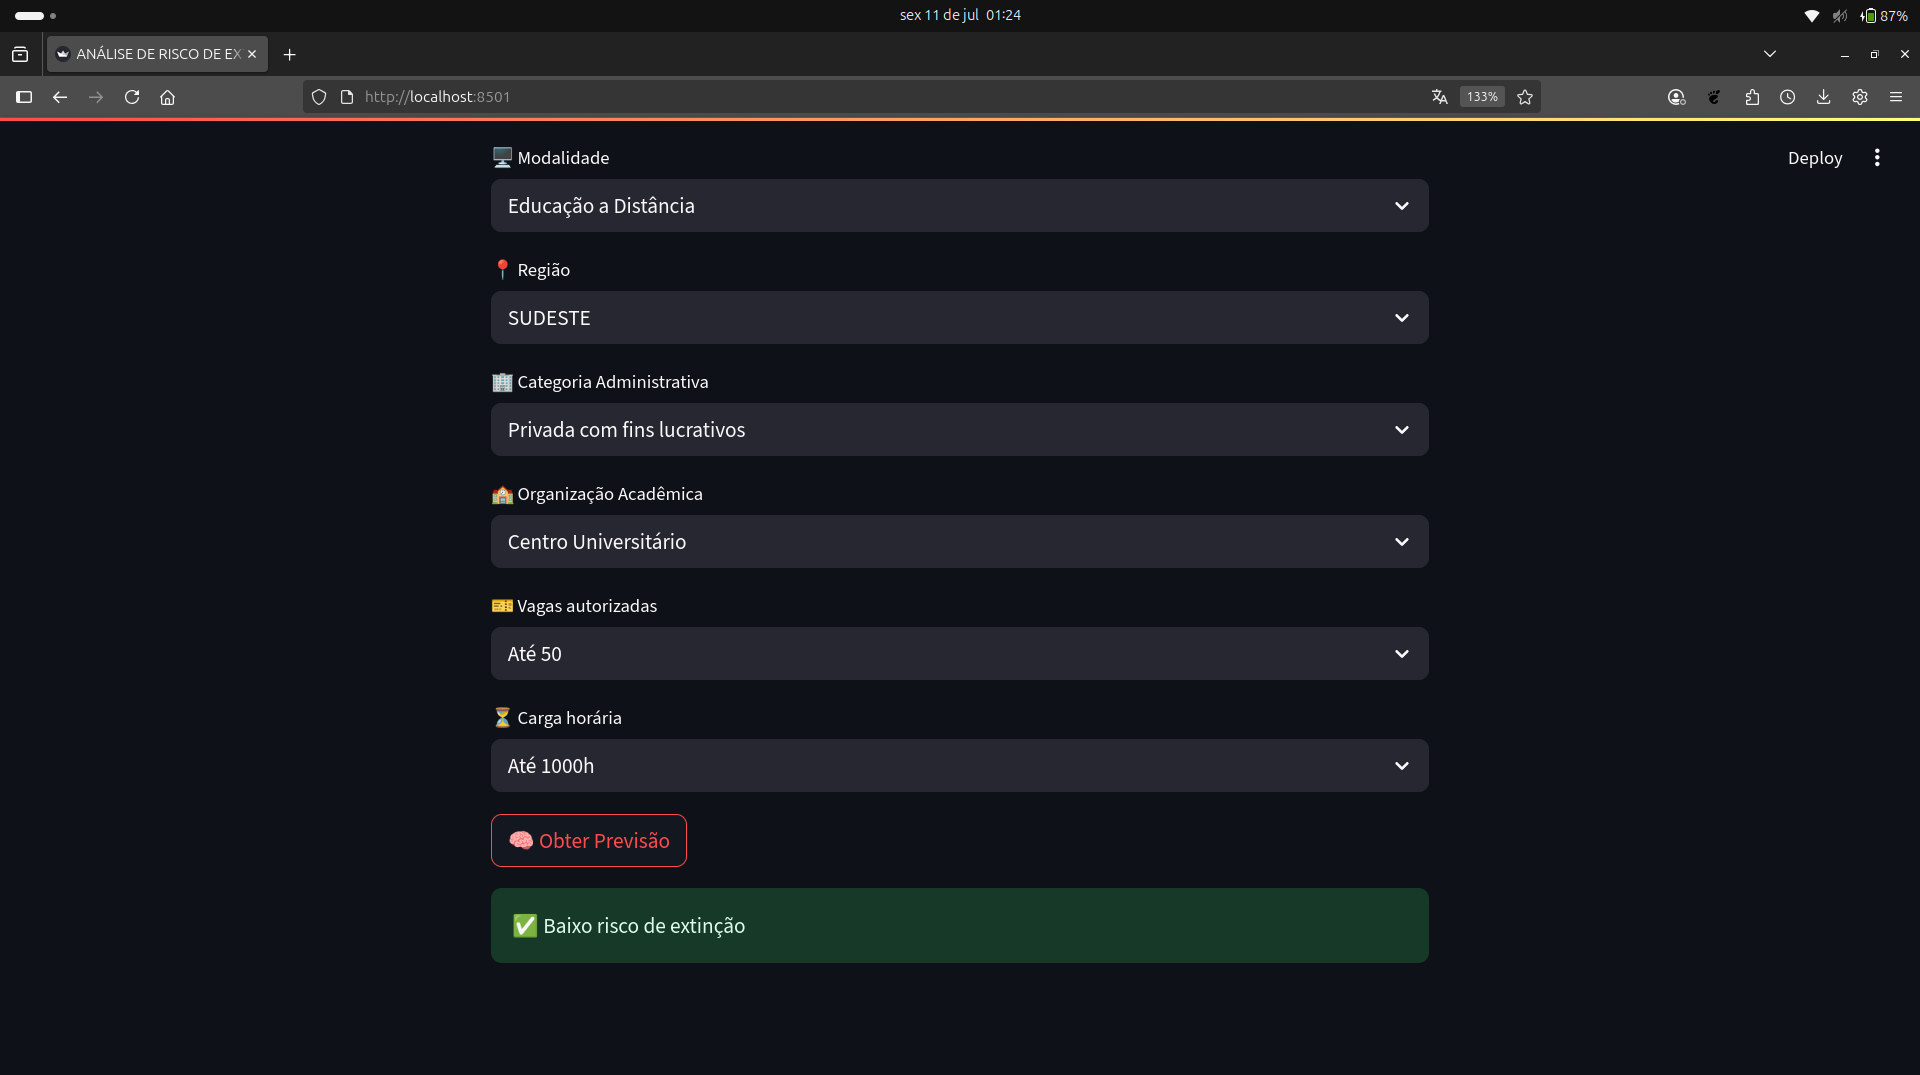 sex 11 de jul 01:24
87%
ANÁLISE DE RISCO DE EX
http://localhost:8501
133%
Deploy
Modalidade
Educação a Distância
Região
SUDESTE
Categoria Administrativa
Privada com fins lucrativos
Organização Acadêmica
Centro Universitário
Vagas autorizadas
Até 50
Carga horária
Até 1000h
Obter Previsão
Baixo risco de extinção